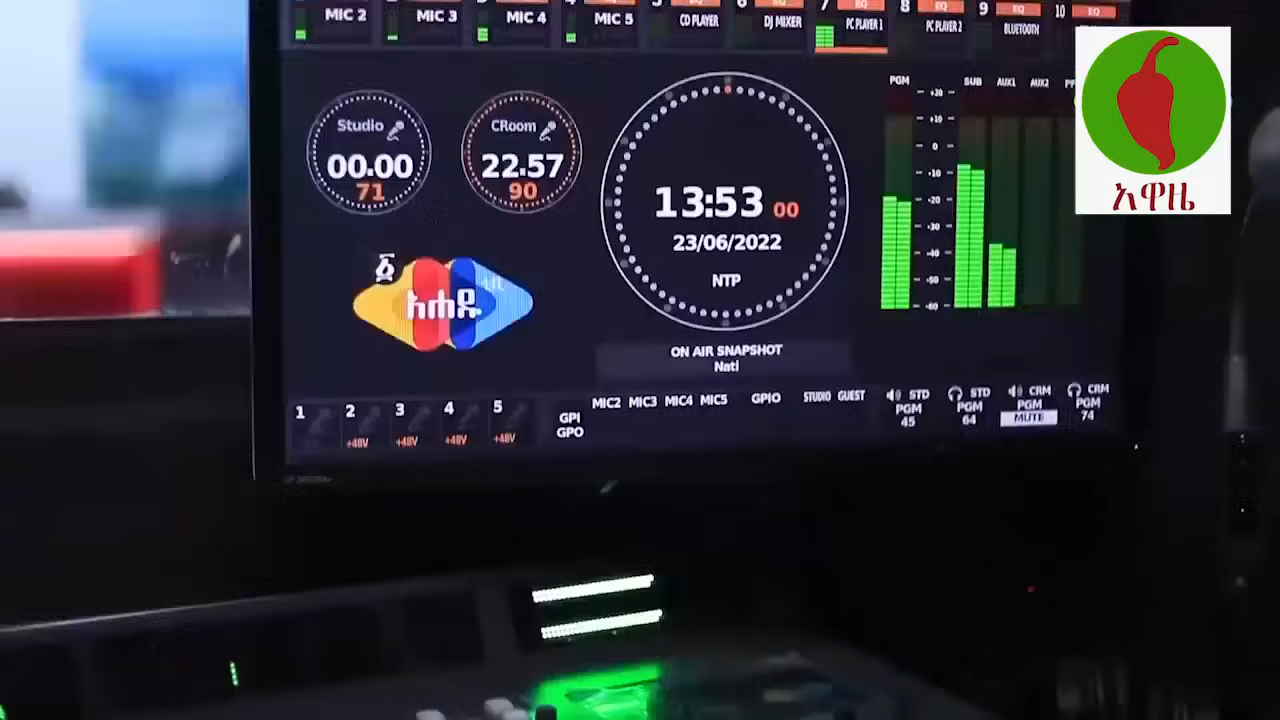 MIC 2
MIC 3
MIC 4
MIC 5
CD PLAYER
6
EQ
DJ MIXER
7
EQ
PC PLAYER 1
8
EQ
PC PLAYER 2
9
EQ
BLUETOOTH
10
EQ
Studio
00.00
71
CRoom
22.57
90
13:53 00
23/06/2022
NTP
PGM
SUB
AUX1
AUX2
+20
+10
0
-10
-20
-30
-40
-50
-60
አዋዜ
አሐዱ
ON AIR SNAPSHOT
Nati
1
2
+48V
3
+48V
4
+48V
5
+48V
GPI
GPO
MIC2 MIC3 MIC4 MIC5 GPIO STUDIO GUEST
STD
PGM
45
STD
PGM
64
CRM
PGM
MUTE
CRM
PGM
74